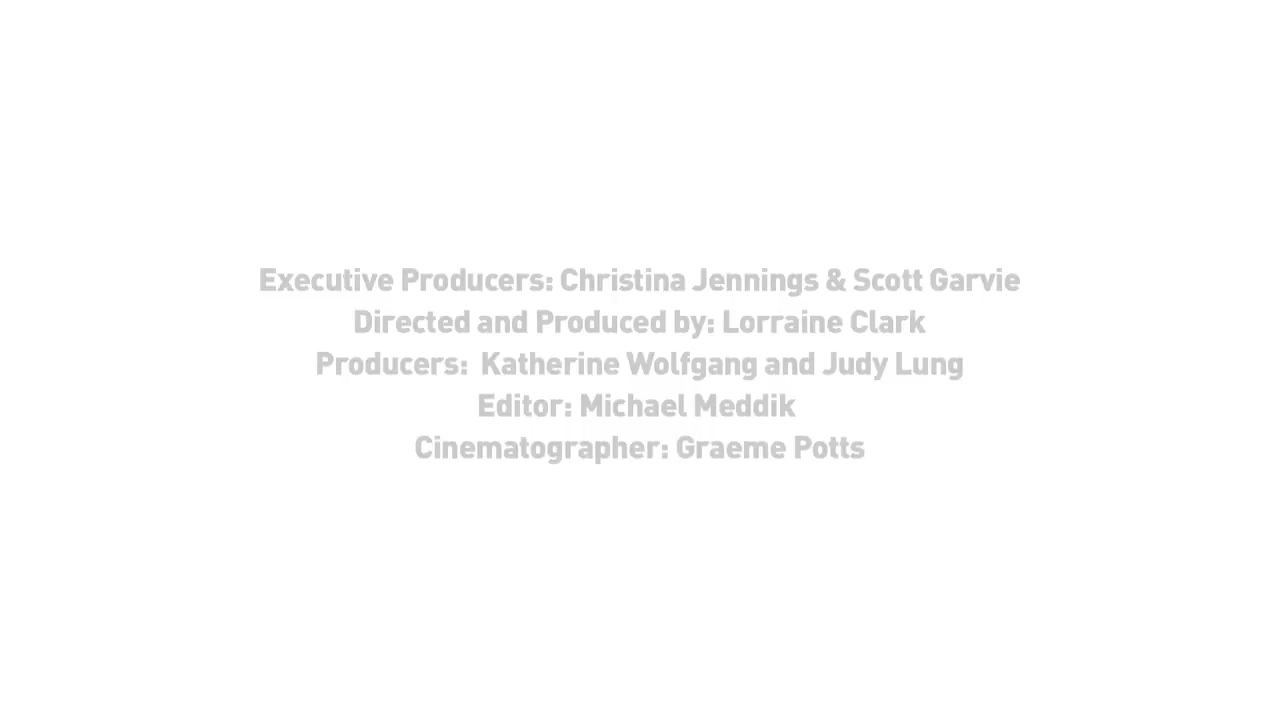 Executive Producers: Christina Jennings & Scott Garvie
Directed and Produced by: Lorraine Clark
Producers:  Katherine Wolfgang and Judy Lung
Editor: Michael Meddik
Cinematographer: Graeme Potts